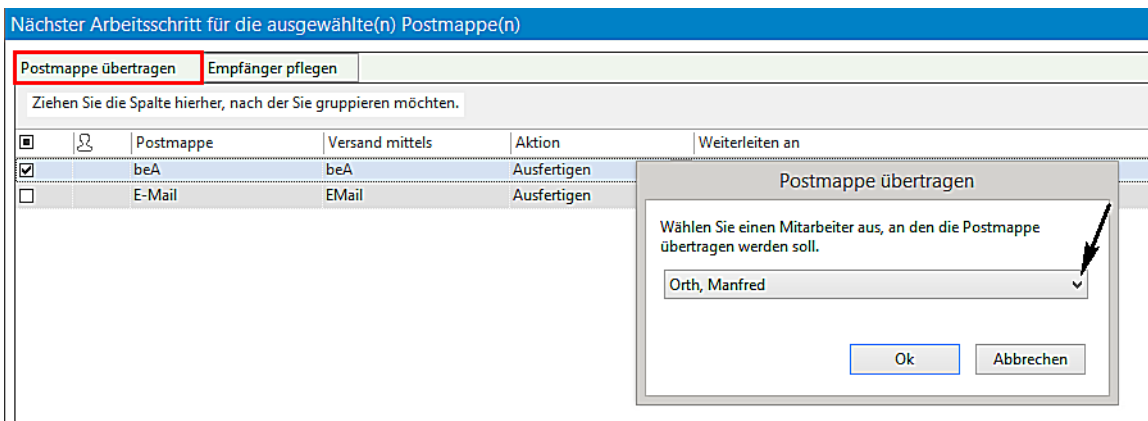 Nächster Arbeitsschritt für die ausgewählte(n) Postmappe(n)
Postmappe übertragen Empfänger pflegen
Ziehen Sie die Spalte hierher, nach der Sie gruppieren möchten.
Postmappe Versand mittels Aktion Weiterleiten an
beA beA Ausfertigen
E-Mail EMail Ausfertigen
Postmappe übertragen
Wählen Sie einen Mitarbeiter aus, an den die Postmappe
übertragen werden soll.
Orth, Manfred
Ok Abbrechen